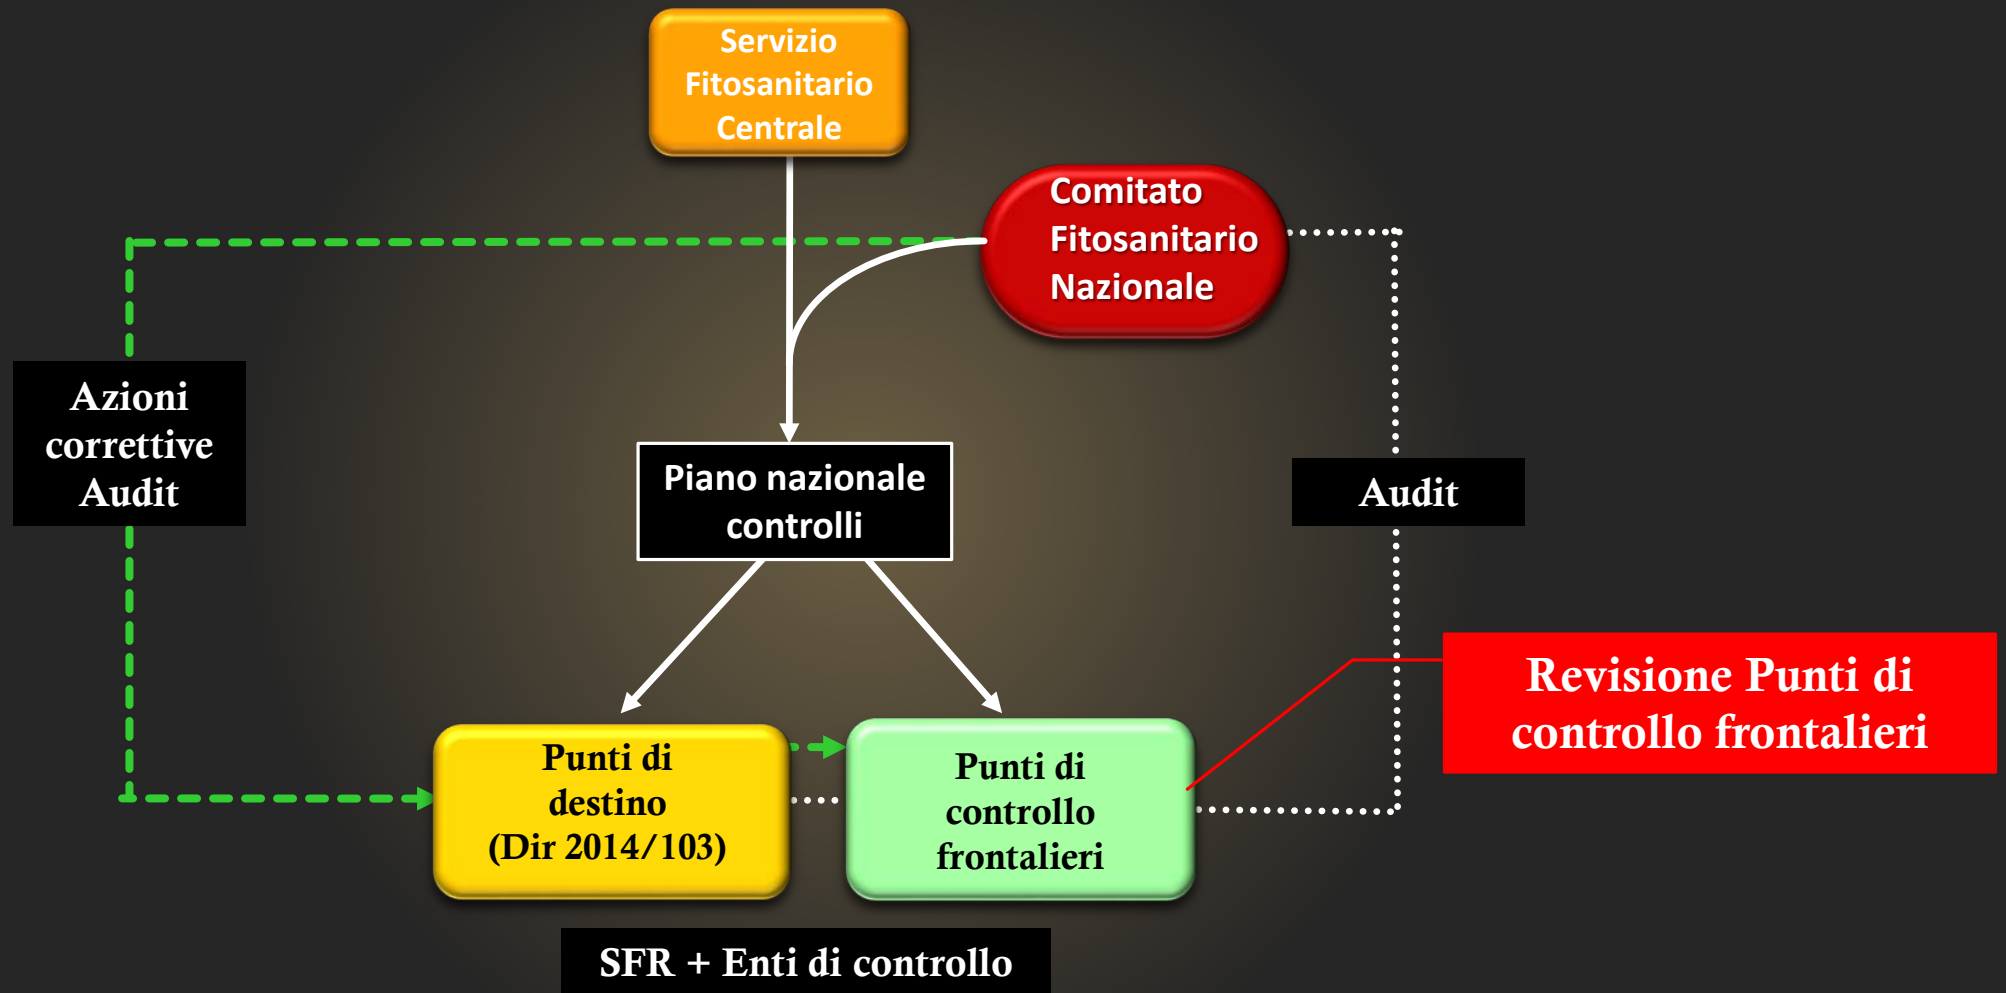 Servizio
Fitosanitario
Centrale
Comitato
Fitosanitario
Nazionale
Azioni
correttive
Audit
Piano nazionale
controlli
Audit
Revisione Punti di
controllo frontalieri
Punti di
destino
(Dir 2014/103)
Punti di
controllo
frontalieri
SFR + Enti di controllo